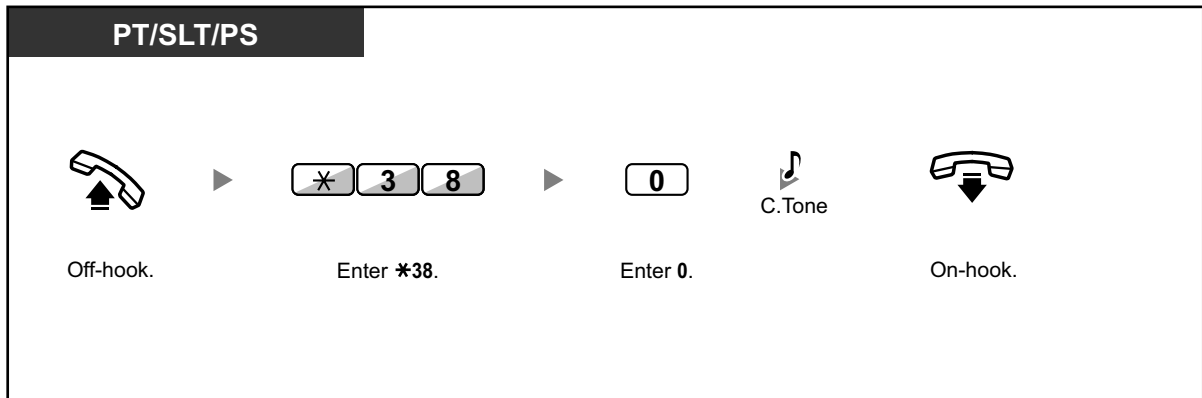 PT/SLT/PS
✳ 3 8
0
C.Tone
Off-hook.
Enter ✳38.
Enter 0.
On-hook.